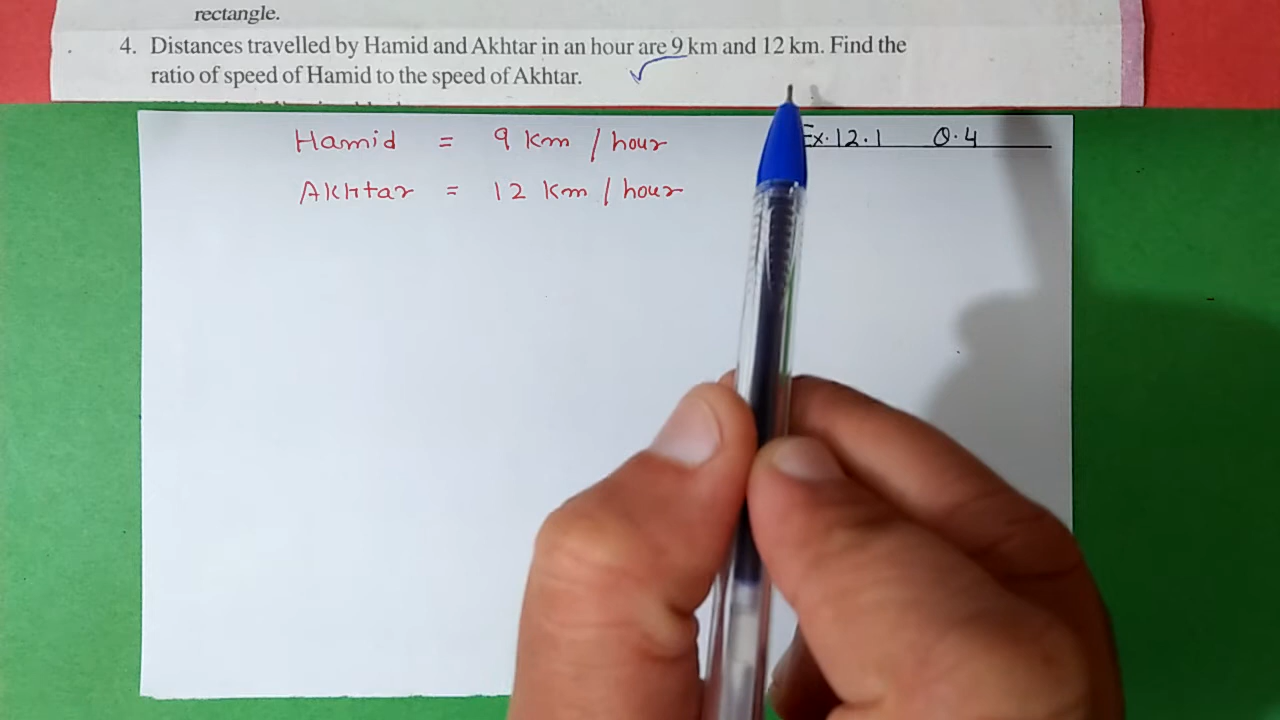 rectangle.
4. Distances travelled by Hamid and Akhtar in an hour are 9 km and 12 km. Find the
ratio of speed of Hamid to the speed of Akhtar.
Ex.12.1 Q.4
Hamid = 9 km / hour
Akhtar = 12 km / hour